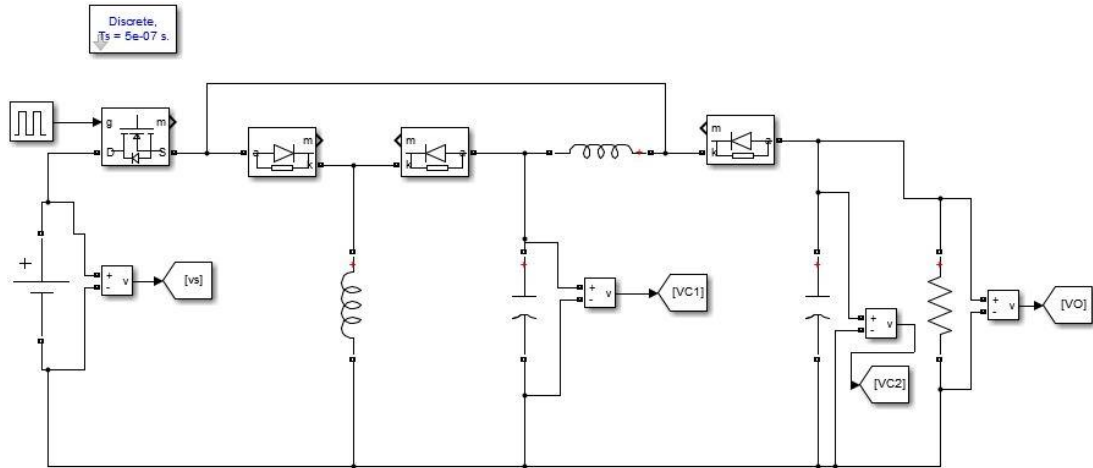 Discrete,
Ts = 5e-07 s.
g
m
D
S
m
a
k
m
k
a
m
k
a
+
+
-
v
[vs]
+
-
v
[VC1]
+
-
v
[VC2]
+
-
v
[VO]